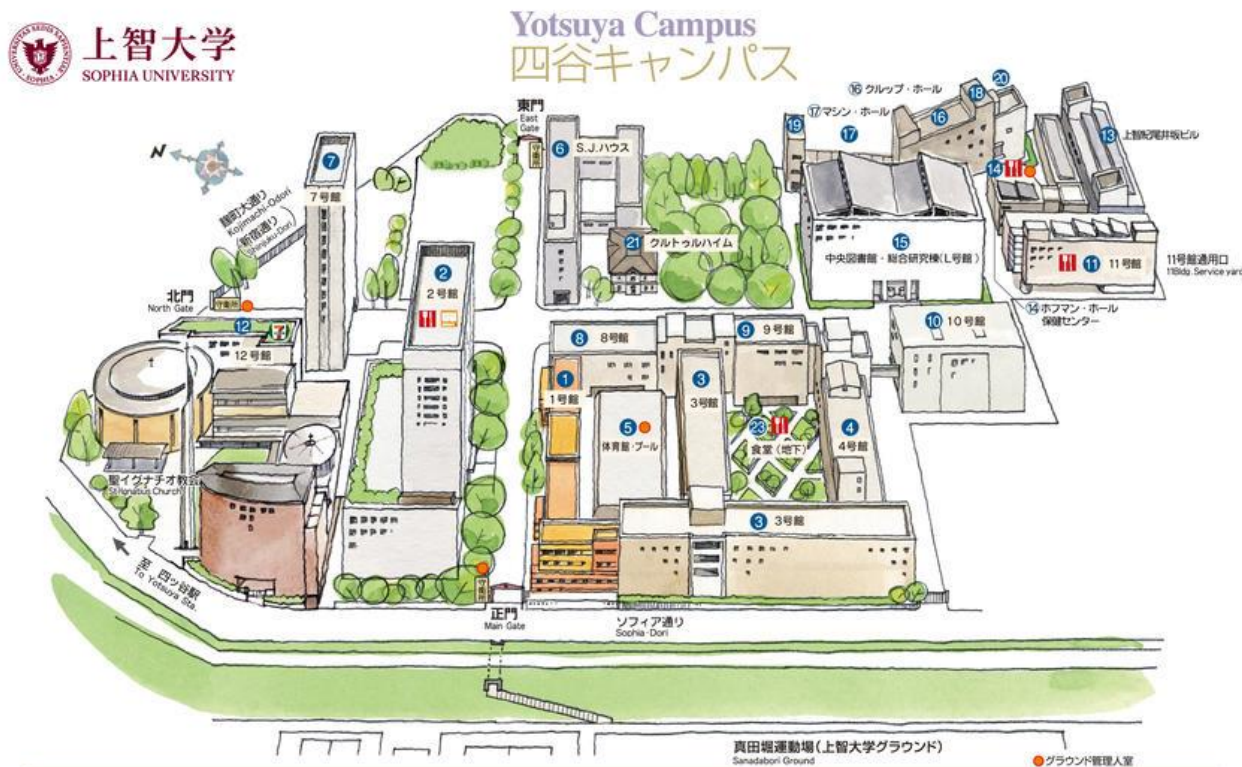 上智大学
SOPHIA UNIVERSITY
Yotsuya Campus
四谷キャンパス
東門
East Gate
守衛所
⑥ S.J.ハウス
⑯ クルップ・ホール
⑰ マシン・ホール
⑲
⑰
⑯
⑱
⑳
⑬ 上智紀尾井坂ビル
⑭
N
⑦
7号館
麹町大通り
Kojimachi-Odori
(新宿通り)
Shinjuku-Dori
②
2号館
㉑ クルトゥルハイム
⑮
中央図書館・総合研究棟(L号館)
⑪ 11号館
11号館通用口
11Bldg. Service yard
北門
North Gate
守衛所
⑭ ホフマン・ホール
保健センター
⑫
12号館
7
⑧ 8号館
⑨ 9号館
⑩ 10号館
①
1号館
③
3号館
⑤
体育館・プール
㉓
食堂(地下)
④
4号館
聖イグナチオ教会
St.Ignatius Church
③ 3号館
至 四ッ谷駅
To Yotsuya Sta.
守衛所
正門
Main Gate
ソフィア通り
Sophia-Dori
真田堀運動場(上智大学グラウンド)
Sanadabori Ground
グラウンド管理人室